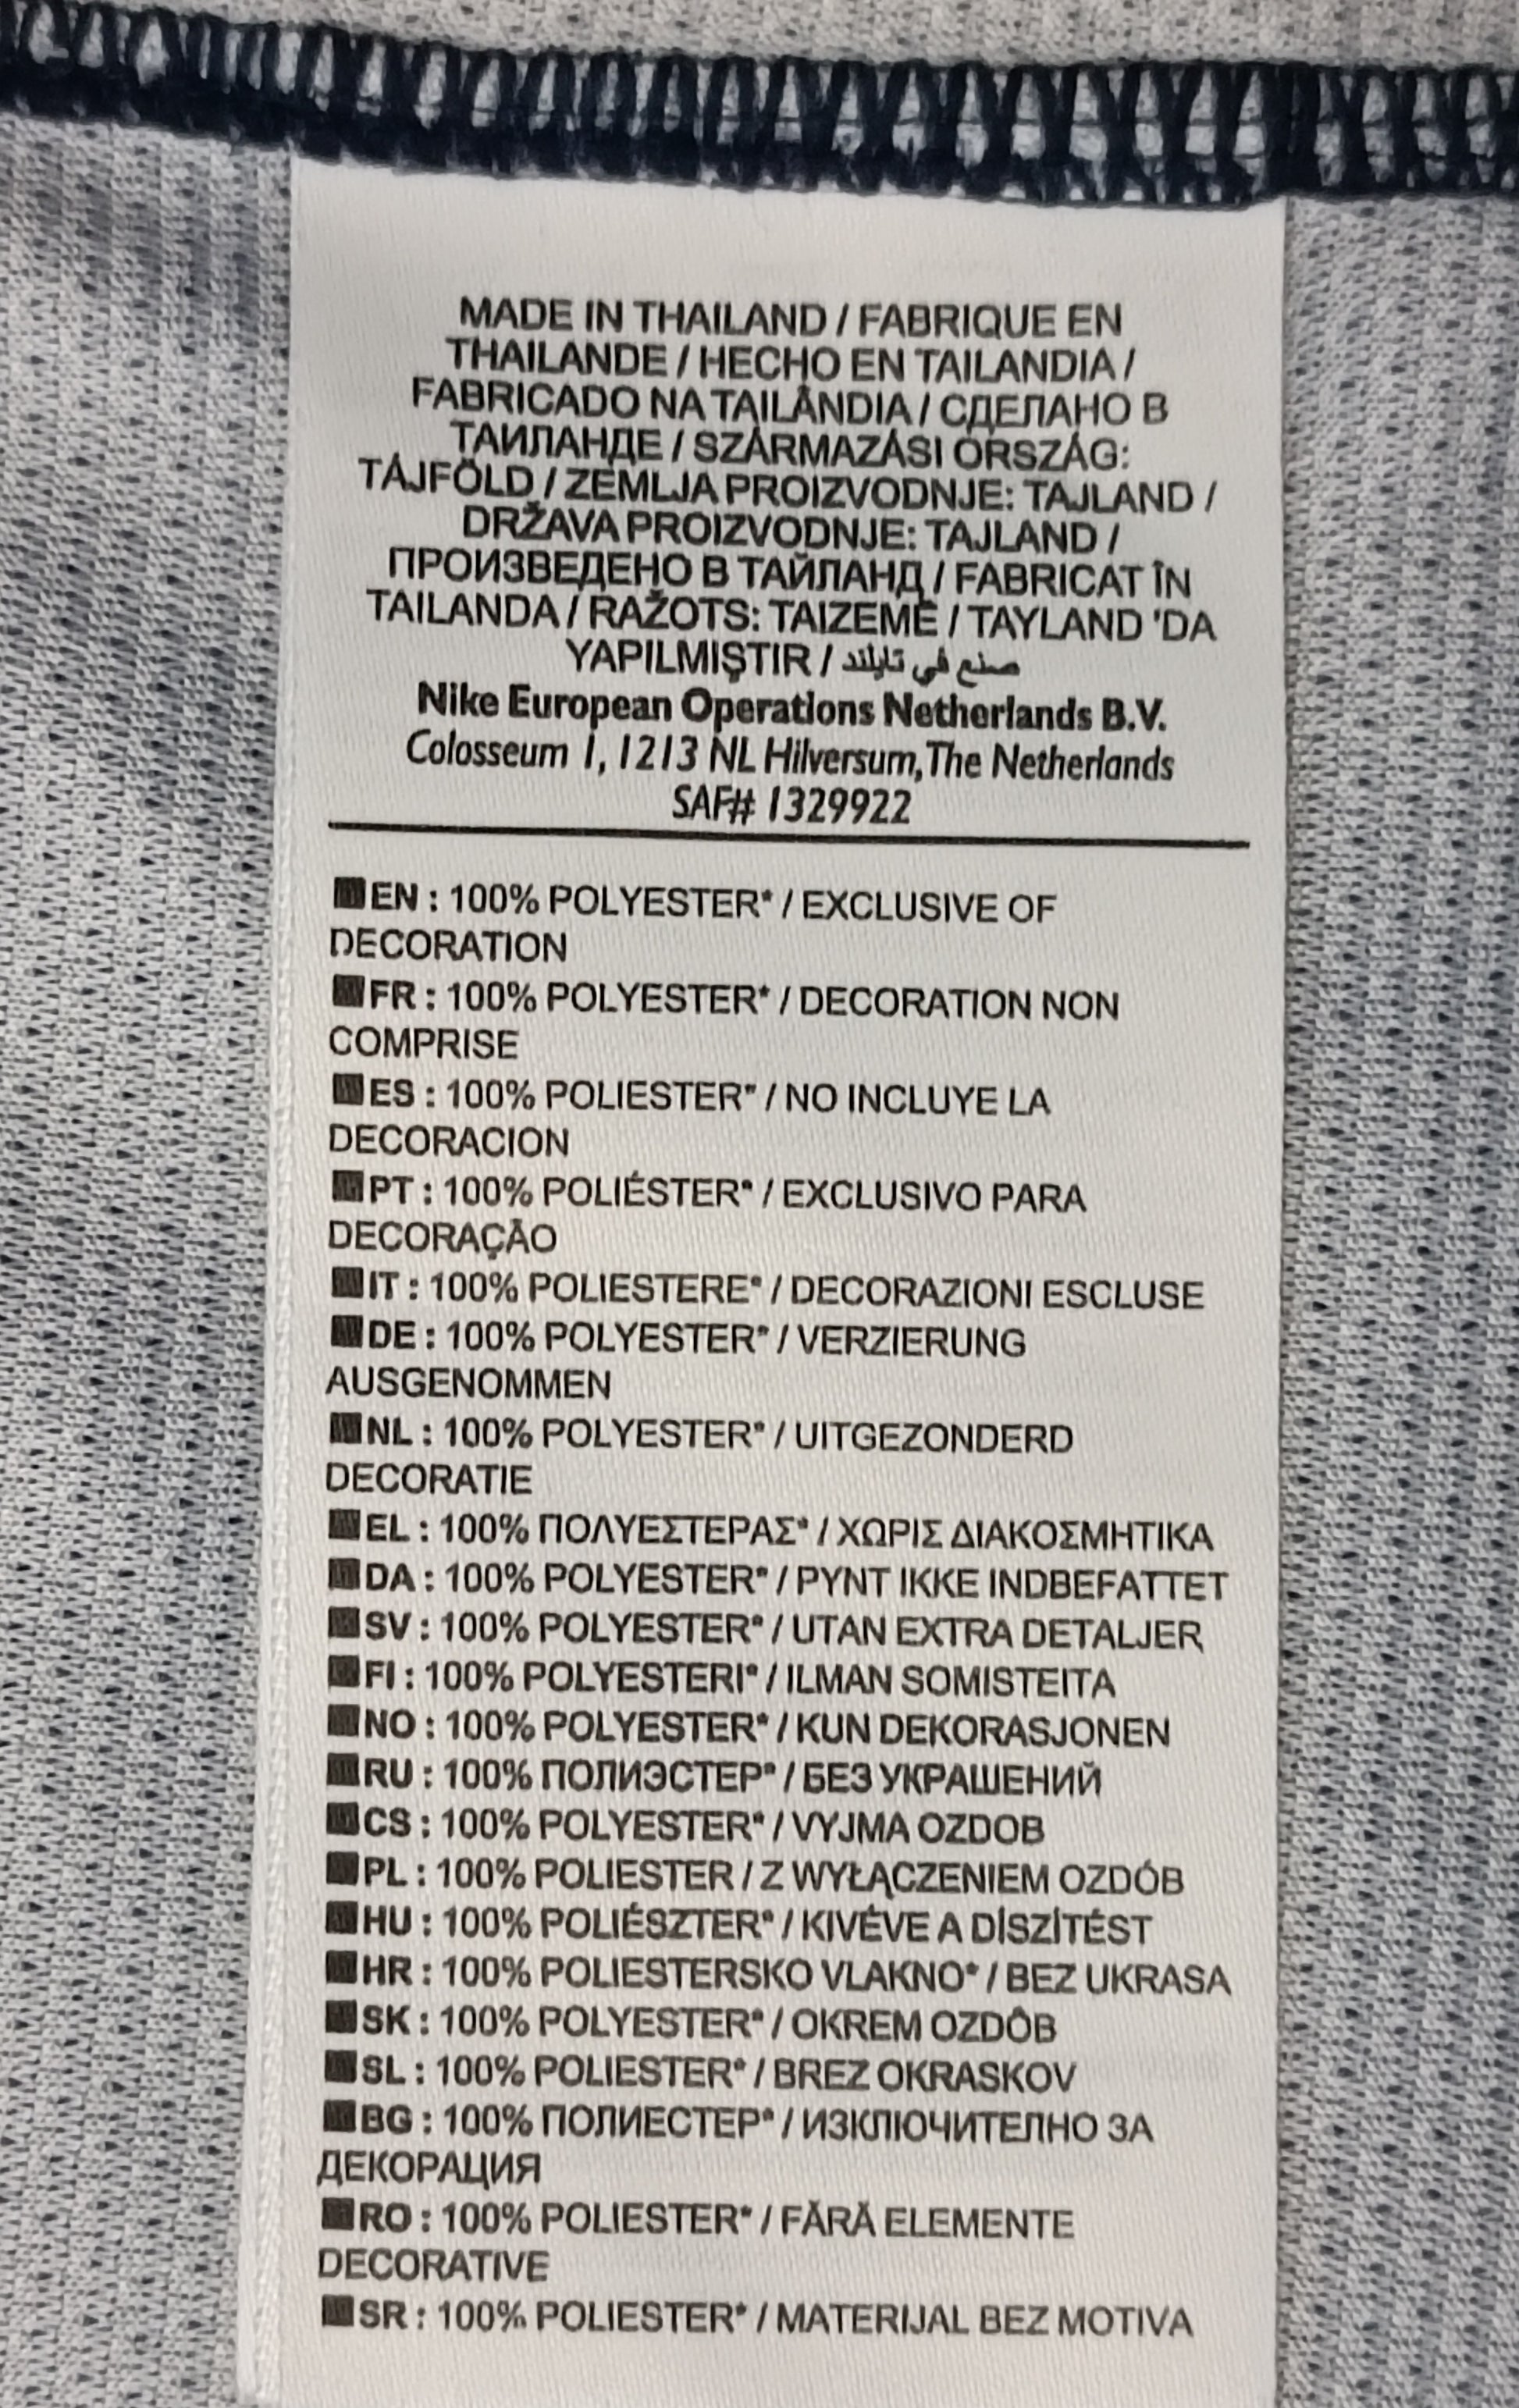 MADE IN THAILAND / FABRIQUE EN
THAILANDE / HECHO EN TAILANDIA /
FABRICADO NA TAILÂNDIA / СДЕЛАНО В
ТАИЛАНДЕ / SZÁRMAZÁSI ORSZÁG:
TÁJFÖLD / ZEMLJA PROIZVODNJE: TAJLAND /
DRŽAVA PROIZVODNJE: TAJLAND /
ПРОИЗВЕДЕНО В ТАЙЛАНД / FABRICAT ÎN
TAILANDA / RAŽOTS: TAIZEMĒ / TAYLAND 'DA
YAPILMIŞTIR / صنع في تايلند
Nike European Operations Netherlands B.V.
Colosseum 1, 1213 NL Hilversum, The Netherlands
SAF# 1329922
EN : 100% POLYESTER* / EXCLUSIVE OF
DECORATION
FR : 100% POLYESTER* / DECORATION NON
COMPRISE
ES : 100% POLIESTER* / NO INCLUYE LA
DECORACION
PT : 100% POLIÉSTER* / EXCLUSIVO PARA
DECORAÇÃO
IT : 100% POLIESTERE* / DECORAZIONI ESCLUSE
DE : 100% POLYESTER* / VERZIERUNG
AUSGENOMMEN
NL : 100% POLYESTER* / UITGEZONDERD
DECORATIE
EL : 100% ΠΟΛΥΕΣΤΕΡΑΣ* / ΧΩΡΙΣ ΔΙΑΚΟΣΜΗΤΙΚΑ
DA : 100% POLYESTER* / PYNT IKKE INDBEFATTET
SV : 100% POLYESTER* / UTAN EXTRA DETALJER
FI : 100% POLYESTERI* / ILMAN SOMISTEITA
NO : 100% POLYESTER* / KUN DEKORASJONEN
RU : 100% ПОЛИЭСТЕР* / БЕЗ УКРАШЕНИЙ
CS : 100% POLYESTER* / VYJMA OZDOB
PL : 100% POLIESTER / Z WYŁĄCZENIEM OZDÓB
HU : 100% POLIÉSZTER* / KIVÉVE A DÍSZÍTÉST
HR : 100% POLIESTERSKO VLAKNO* / BEZ UKRASA
SK : 100% POLYESTER* / OKREM OZDÔB
SL : 100% POLIESTER* / BREZ OKRASKOV
BG : 100% ПОЛИЕСТЕР* / ИЗКЛЮЧИТЕЛНО ЗА
ДЕКОРАЦИЯ
RO : 100% POLIESTER* / FĂRĂ ELEMENTE
DECORATIVE
SR : 100% POLIESTER* / MATERIJAL BEZ MOTIVA